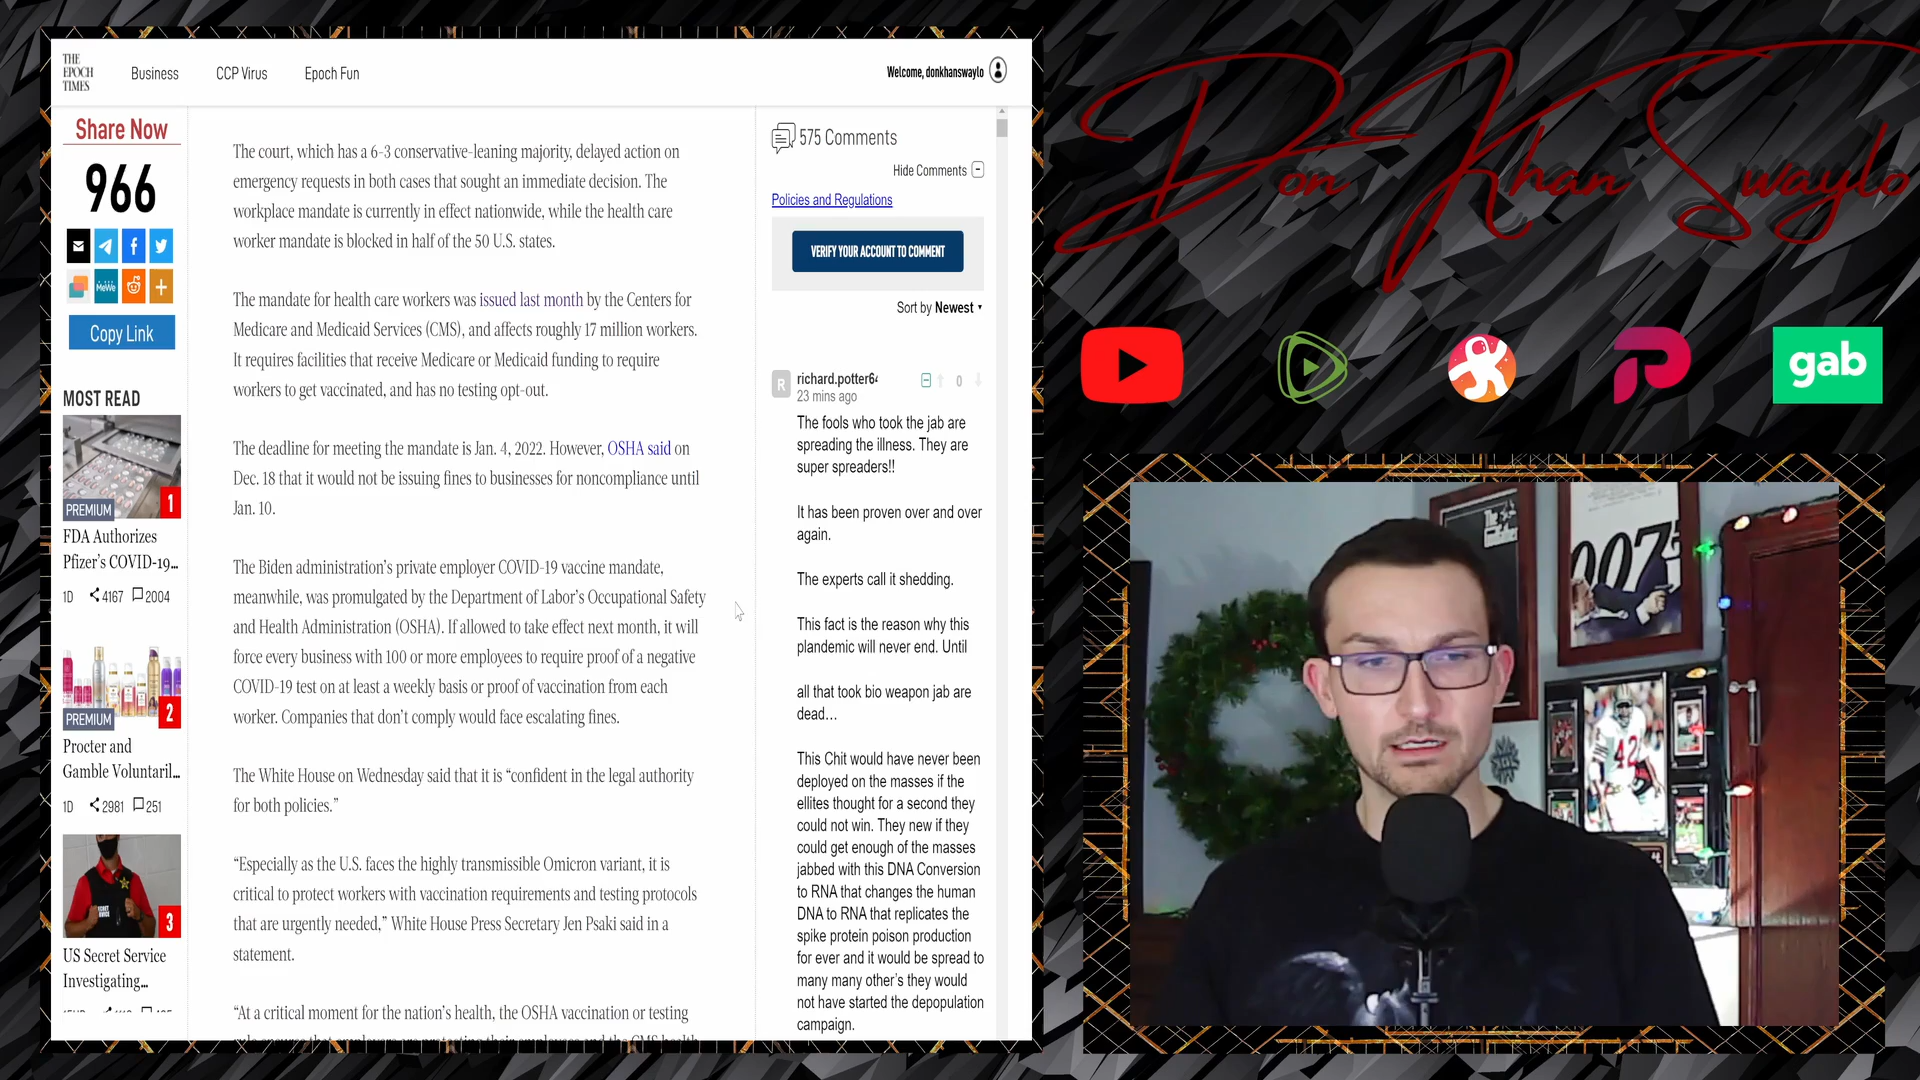 THE
EPOCH
TIMES
Business
CCP Virus
Epoch Fun
Welcome, donkhanswaylo
Share Now
966
MeWe
Copy Link
MOST READ
PREMIUM
1
FDA Authorizes
Pfizer's COVID-19...
1D
4167
2004
PREMIUM
2
Procter and
Gamble Voluntaril...
1D
2981
251
3
US Secret Service
Investigating...
The court, which has a 6-3 conservative-leaning majority, delayed action on
emergency requests in both cases that sought an immediate decision. The
workplace mandate is currently in effect nationwide, while the health care
worker mandate is blocked in half of the 50 U.S. states.
The mandate for health care workers was issued last month by the Centers for
Medicare and Medicaid Services (CMS), and affects roughly 17 million workers.
It requires facilities that receive Medicare or Medicaid funding to require
workers to get vaccinated, and has no testing opt-out.
The deadline for meeting the mandate is Jan. 4, 2022. However, OSHA said on
Dec. 18 that it would not be issuing fines to businesses for noncompliance until
Jan. 10.
The Biden administration's private employer COVID-19 vaccine mandate,
meanwhile, was promulgated by the Department of Labor's Occupational Safety
and Health Administration (OSHA). If allowed to take effect next month, it will
force every business with 100 or more employees to require proof of a negative
COVID-19 test on at least a weekly basis or proof of vaccination from each
worker. Companies that don't comply would face escalating fines.
The White House on Wednesday said that it is “confident in the legal authority
for both policies.”
“Especially as the U.S. faces the highly transmissible Omicron variant, it is
critical to protect workers with vaccination requirements and testing protocols
that are urgently needed,” White House Press Secretary Jen Psaki said in a
statement.
“At a critical moment for the nation's health, the OSHA vaccination or testing
575 Comments
Hide Comments
Policies and Regulations
VERIFY YOUR ACCOUNT TO COMMENT
Sort by Newest
R
richard.potter64
0
23 mins ago
The fools who took the jab are
spreading the illness. They are
super spreaders!!
It has been proven over and over
again.
The experts call it shedding.
This fact is the reason why this
plandemic will never end. Until
all that took bio weapon jab are
dead…
This Chit would have never been
deployed on the masses if the
ellites thought for a second they
could not win. They new if they
could get enough of the masses
jabbed with this DNA Conversion
to RNA that changes the human
DNA to RNA that replicates the
spike protein poison production
for ever and it would be spread to
many many other's they would
not have started the depopulation
campaign.
Don Khan Swaylo
gab
007
42